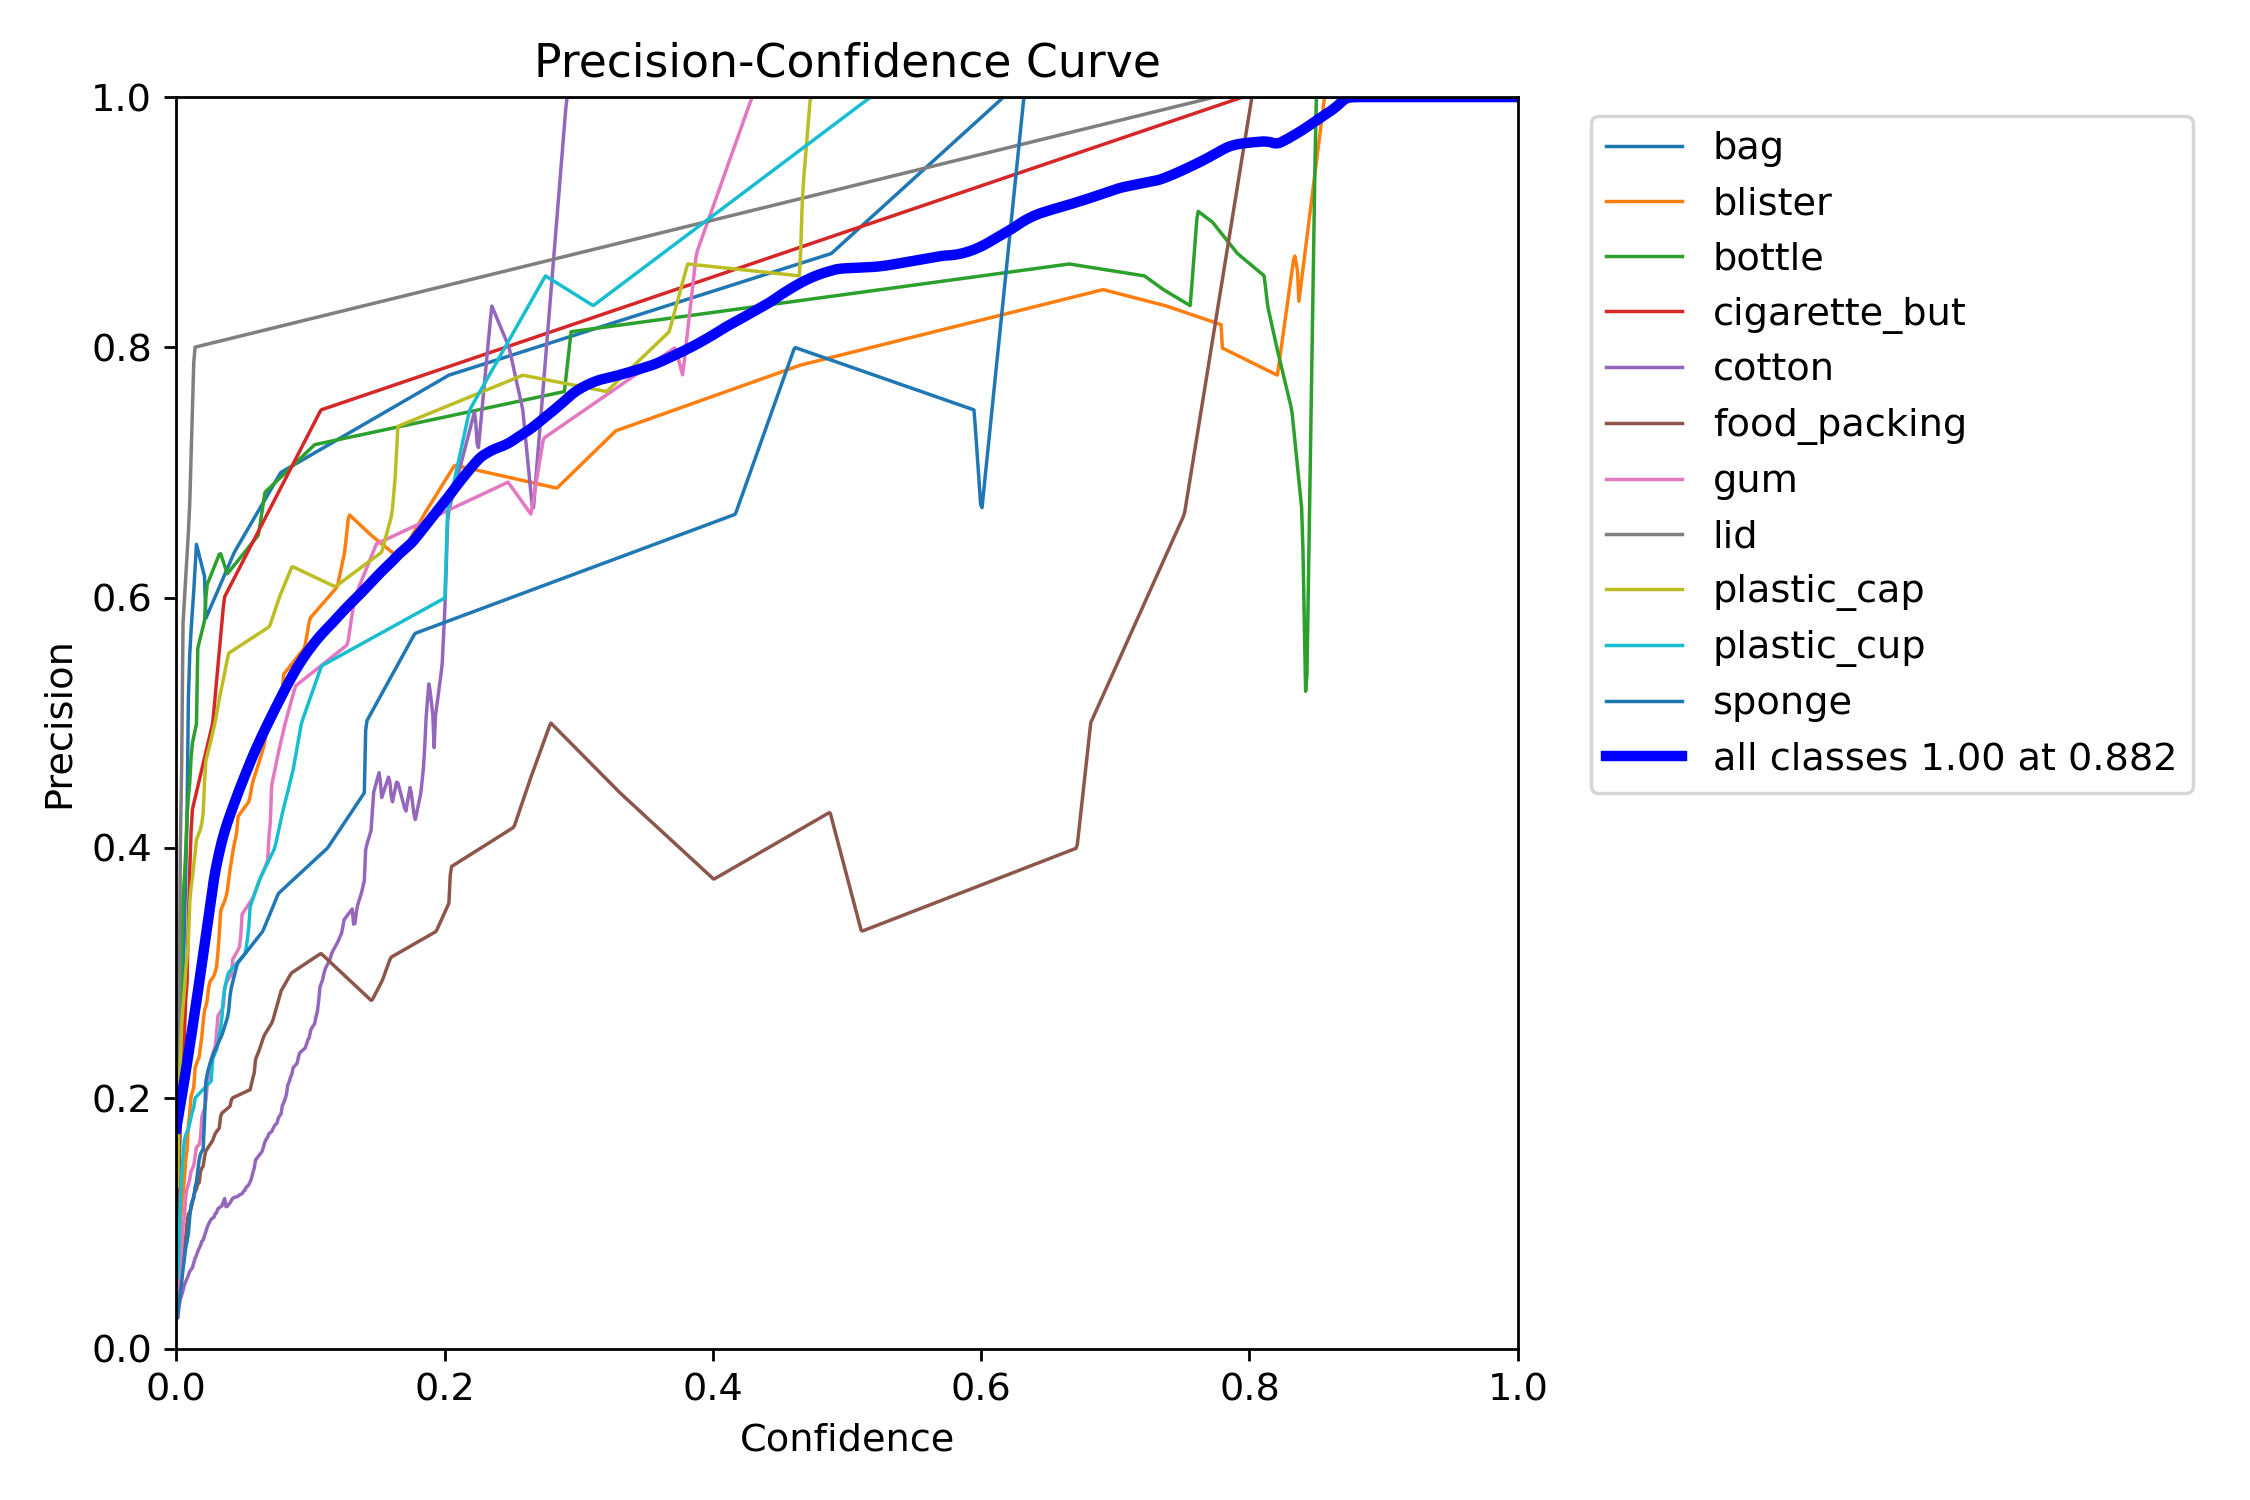 Precision-Confidence Curve
1.0
0.8
0.6
0.4
0.2
0.0
Precision
0.0 0.2 0.4 0.6 0.8 1.0
Confidence
bag
blister
bottle
cigarette_but
cotton
food_packing
gum
lid
plastic_cap
plastic_cup
sponge
all classes 1.00 at 0.882